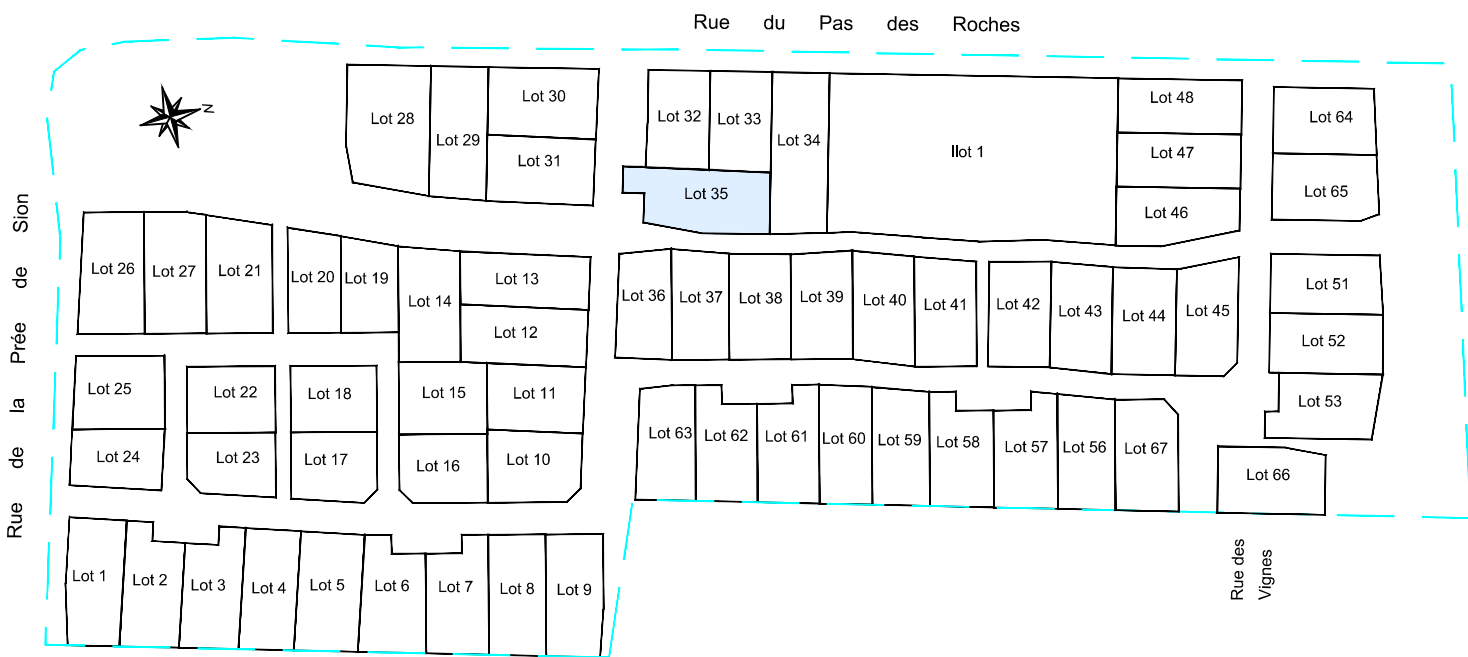 Rue du Pas des Roches
N
Lot 28
Lot 29
Lot 30
Lot 31
Lot 32
Lot 33
Lot 34
Lot 35
Ilot 1
Lot 48
Lot 47
Lot 46
Lot 64
Lot 65
Rue de la Prée de Sion
Lot 26
Lot 27
Lot 21
Lot 20
Lot 19
Lot 14
Lot 13
Lot 12
Lot 36
Lot 37
Lot 38
Lot 39
Lot 40
Lot 41
Lot 42
Lot 43
Lot 44
Lot 45
Lot 51
Lot 52
Lot 53
Lot 25
Lot 24
Lot 22
Lot 23
Lot 18
Lot 17
Lot 15
Lot 16
Lot 11
Lot 10
Lot 63
Lot 62
Lot 61
Lot 60
Lot 59
Lot 58
Lot 57
Lot 56
Lot 67
Lot 66
Lot 1
Lot 2
Lot 3
Lot 4
Lot 5
Lot 6
Lot 7
Lot 8
Lot 9
Rue des
Vignes